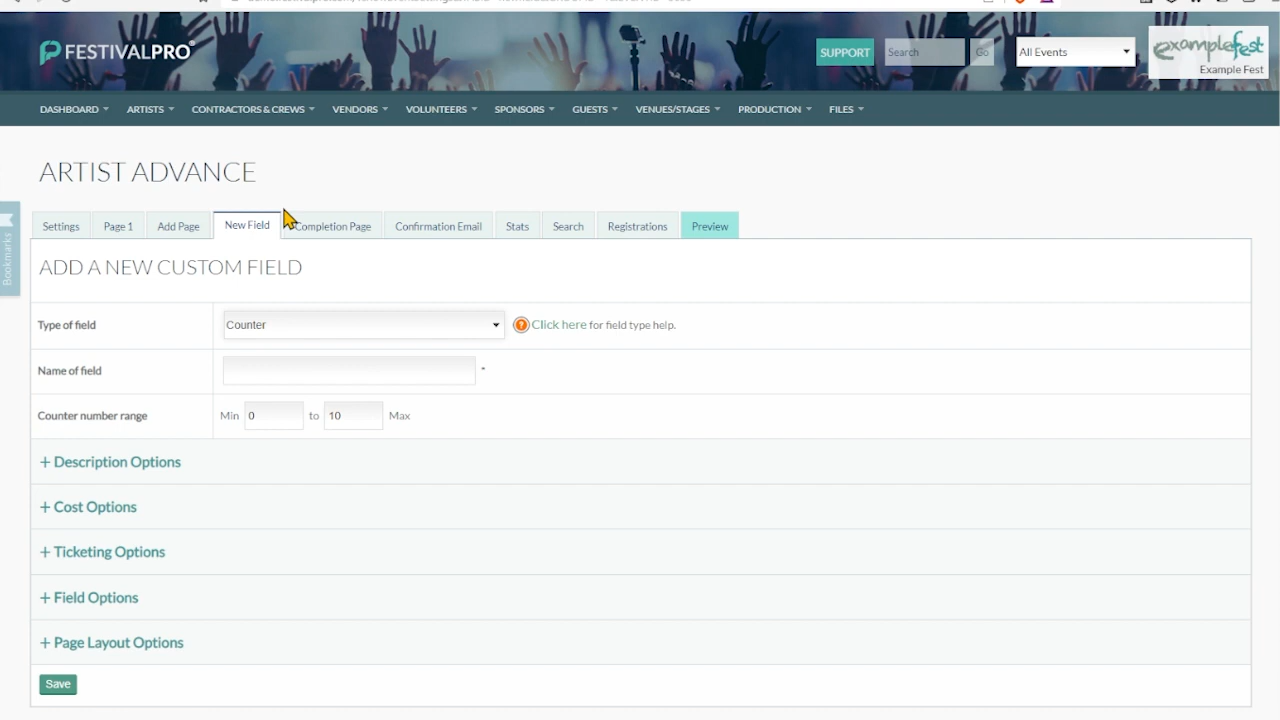 FESTIVALPRO®
SUPPORT
Search
Go
All Events
examplefest
Example Fest
DASHBOARD
ARTISTS
CONTRACTORS & CREWS
VENDORS
VOLUNTEERS
SPONSORS
GUESTS
VENUES/STAGES
PRODUCTION
FILES
ARTIST ADVANCE
Bookmarks
Settings
Page 1
Add Page
New Field
Completion Page
Confirmation Email
Stats
Search
Registrations
Preview
ADD A NEW CUSTOM FIELD
Type of field
Counter
Click here for field type help.
Name of field
*
Counter number range
Min 0 to 10 Max
+ Description Options
+ Cost Options
+ Ticketing Options
+ Field Options
+ Page Layout Options
Save